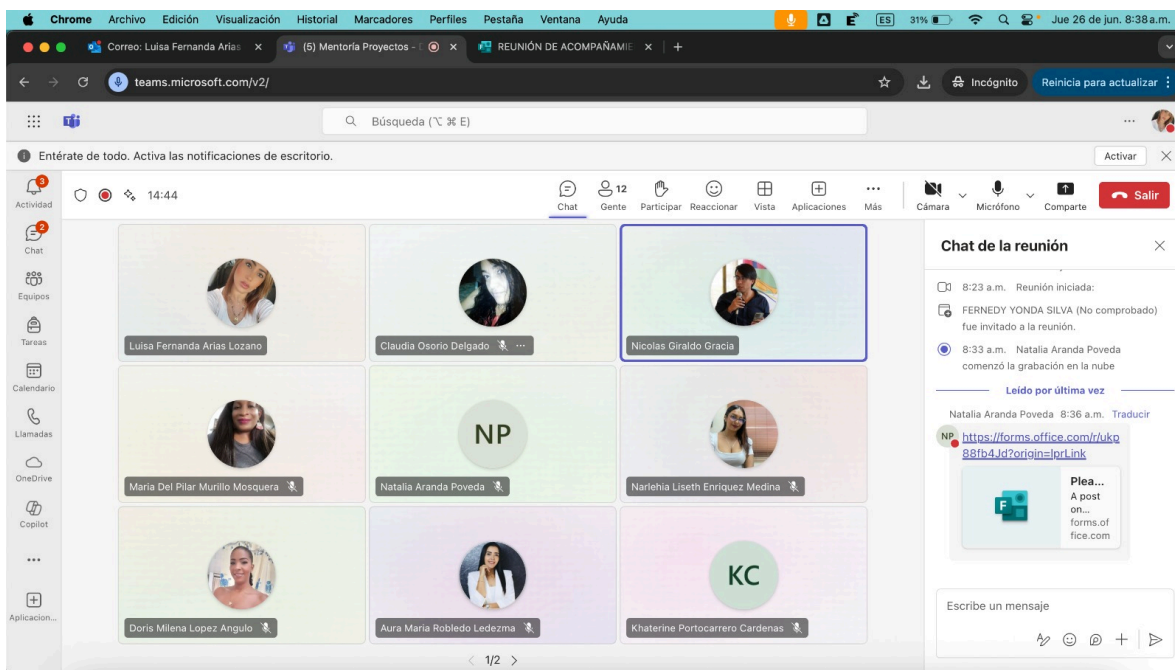 Chrome Archivo Edición Visualización Historial Marcadores Perfiles Pestaña Ventana Ayuda
ES 31% Jue 26 de jun. 8:38 a.m.
Correo: Luisa Fernanda Arias
(5) Mentoría Proyectos -
REUNIÓN DE ACOMPAÑAMIE
teams.microsoft.com/v2/
Incógnito
Reinicia para actualizar
Búsqueda (⌥ ⌘ E)
Entérate de todo. Activa las notificaciones de escritorio.
Activar
3
Actividad
2
Chat
Equipos
Tareas
Calendario
Llamadas
OneDrive
Copilot
Aplicacion...
14:44
Chat
12
Gente
Participar
Reaccionar
Vista
Aplicaciones
Más
Cámara
Micrófono
Comparte
Salir
Luisa Fernanda Arias Lozano
Claudia Osorio Delgado
Nicolas Giraldo Gracia
Maria Del Pilar Murillo Mosquera
NP
Natalia Aranda Poveda
Narlehia Liseth Enriquez Medina
Doris Milena Lopez Angulo
Aura Maria Robledo Ledezma
KC
Khaterine Portocarrero Cardenas
1/2
Chat de la reunión
8:23 a.m. Reunión iniciada:
FERNEDY YONDA SILVA (No comprobado)
fue invitado a la reunión.
8:33 a.m. Natalia Aranda Poveda
comenzó la grabación en la nube
Leído por última vez
Natalia Aranda Poveda 8:36 a.m. Traducir
NP
https://forms.office.com/r/ukp
88fb4Jd?origin=lprLink
Plea...
A post
on...
forms.of
fice.com
Escribe un mensaje